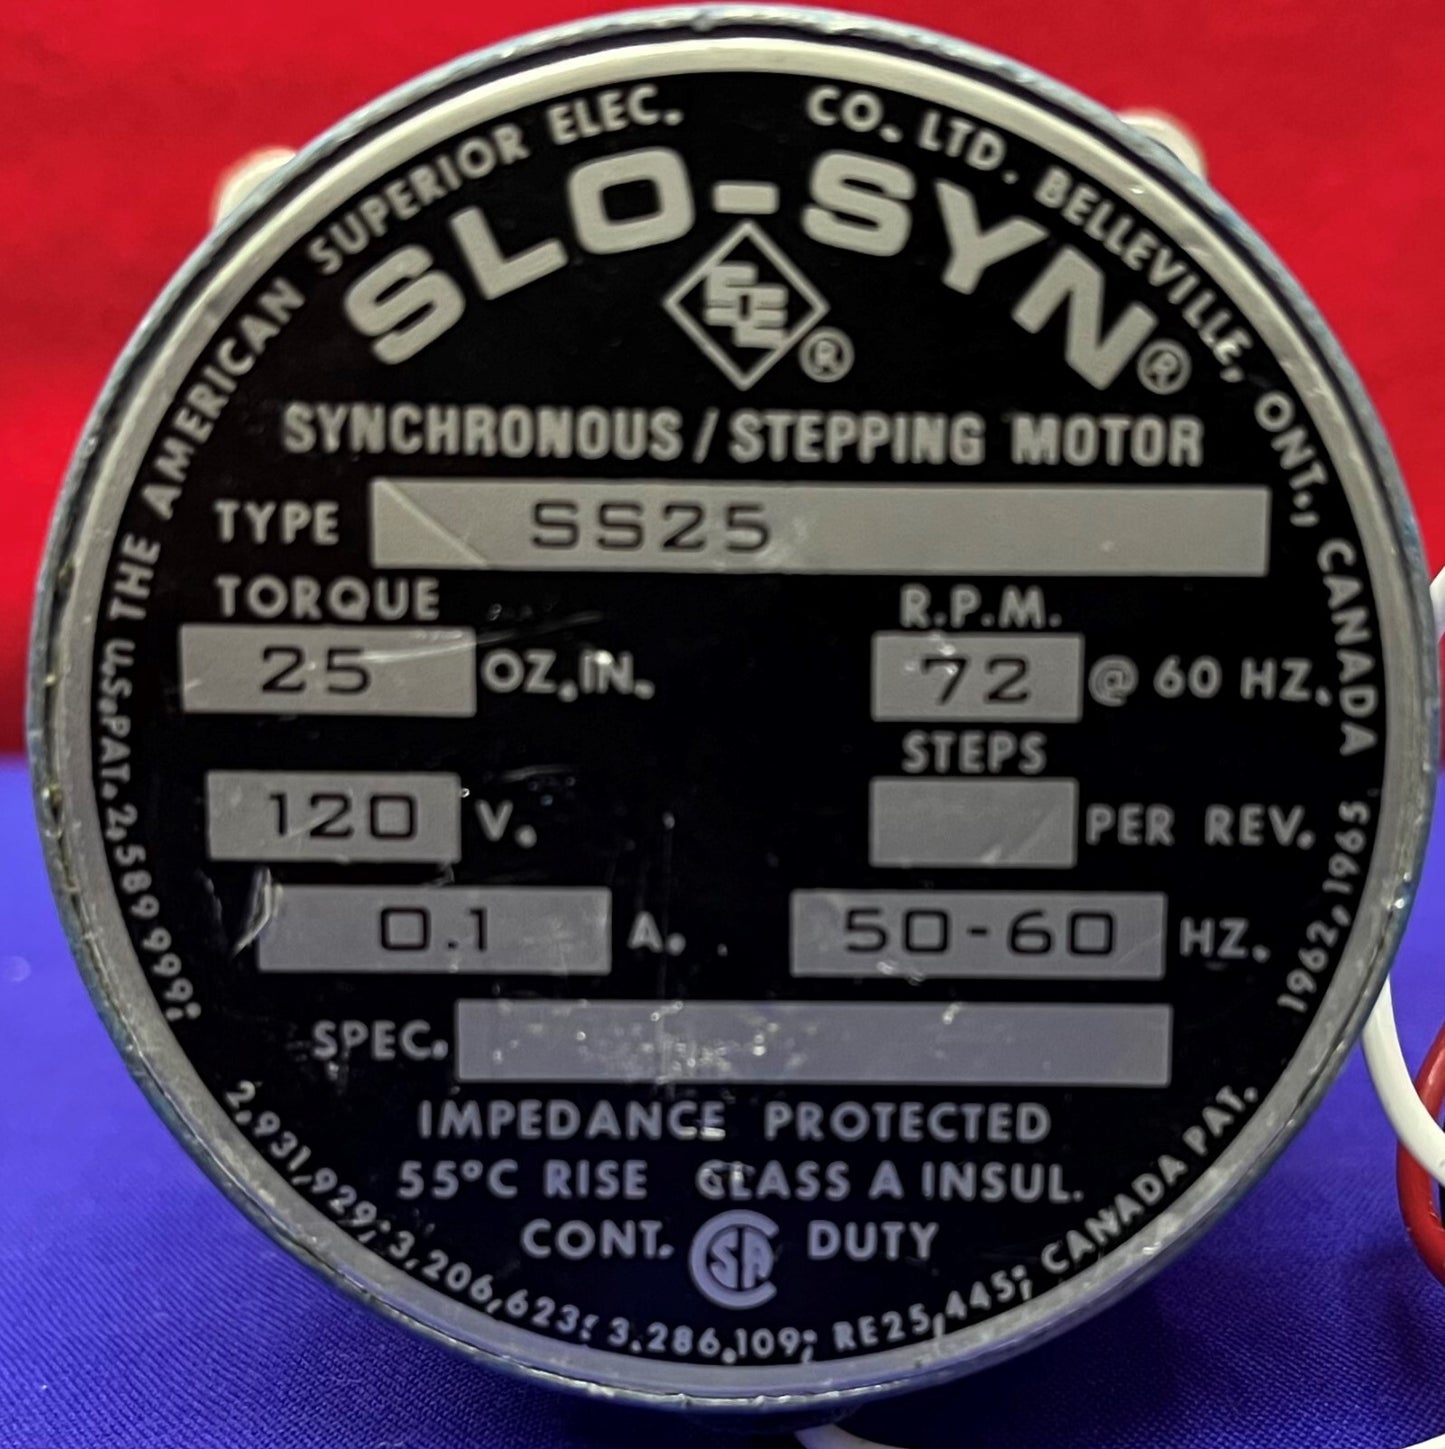 THE AMERICAN SUPERIOR ELEC. CO. LTD. BELLEVILLE, ONT., CANADA
SLO-SYN®
SE ®
SYNCHRONOUS / STEPPING MOTOR
TYPE SS25
TORQUE R.P.M.
25 OZ.IN. 72 @ 60 HZ.
STEPS
120 V. PER REV.
0.1 A. 50-60 HZ.
SPEC.
IMPEDANCE PROTECTED
55°C RISE CLASS A INSUL.
CONT. CSA DUTY
U.S.PAT. 2,589,999; 2,931,929; 3,206,623; 3,286,109; RE25,445; CANADA PAT. 1962,1965